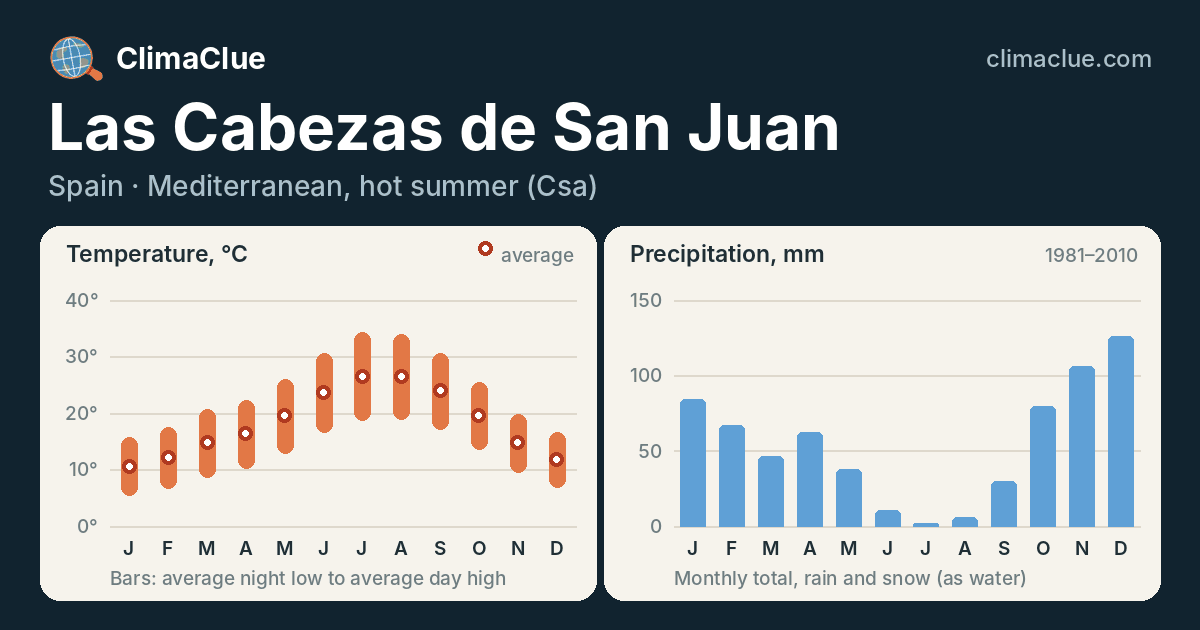 ClimaClue
climaclue.com
Las Cabezas de San Juan
Spain · Mediterranean, hot summer (Csa)
Temperature, °C
average
40°
30°
20°
10°
0°
J F M A M J J A S O N D
Bars: average night low to average day high
Precipitation, mm
1981–2010
150
100
50
0
J F M A M J J A S O N D
Monthly total, rain and snow (as water)